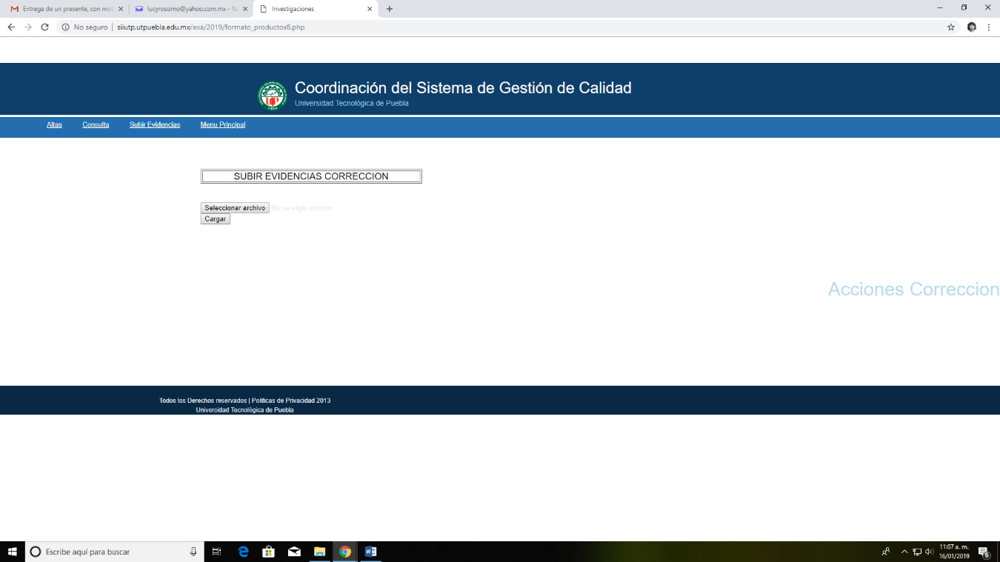 Entrega de un presente, con mot
lucyrosorno@yahoo.com.mx - Ya
Investigaciones
No seguro | siiutp.utpuebla.edu.mx/exa/2019/formato_productos8.php
Coordinación del Sistema de Gestión de Calidad
Universidad Tecnológica de Puebla
Altas Consulta Subir Evidencias Menu Principal
SUBIR EVIDENCIAS CORRECCION
Seleccionar archivo No se eligió archivo
Cargar
Acciones Correccion
Todos los Derechos reservados | Políticas de Privacidad 2013
Universidad Tecnológica de Puebla
Escribe aquí para buscar
11:07 a. m.
16/01/2019
6